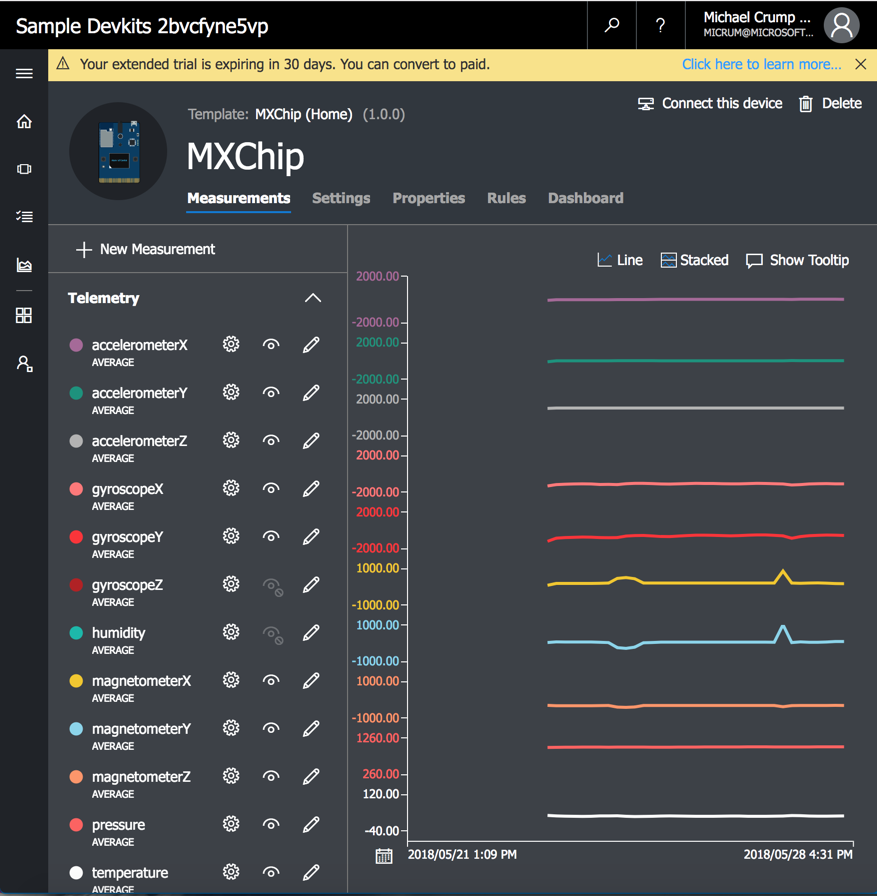 Sample Devkits 2bvcfyne5vp
?
Michael Crump ...
MICRUM@MICROSOFT...
Your extended trial is expiring in 30 days. You can convert to paid.
Click here to learn more...
Template: MXChip (Home) (1.0.0)
Connect this device
Delete
MXChip
Measurements Settings Properties Rules Dashboard
New Measurement
Line Stacked Show Tooltip
Telemetry
accelerometerX
AVERAGE
accelerometerY
AVERAGE
accelerometerZ
AVERAGE
gyroscopeX
AVERAGE
gyroscopeY
AVERAGE
gyroscopeZ
AVERAGE
humidity
AVERAGE
magnetometerX
AVERAGE
magnetometerY
AVERAGE
magnetometerZ
AVERAGE
pressure
AVERAGE
temperature
AVERAGE
2000.00
-2000.00
2000.00
-2000.00
2000.00
-2000.00
2000.00
-2000.00
2000.00
-2000.00
1000.00
-1000.00
1000.00
-1000.00
1000.00
-1000.00
1260.00
260.00
120.00
-40.00
2018/05/21 1:09 PM
2018/05/28 4:31 PM